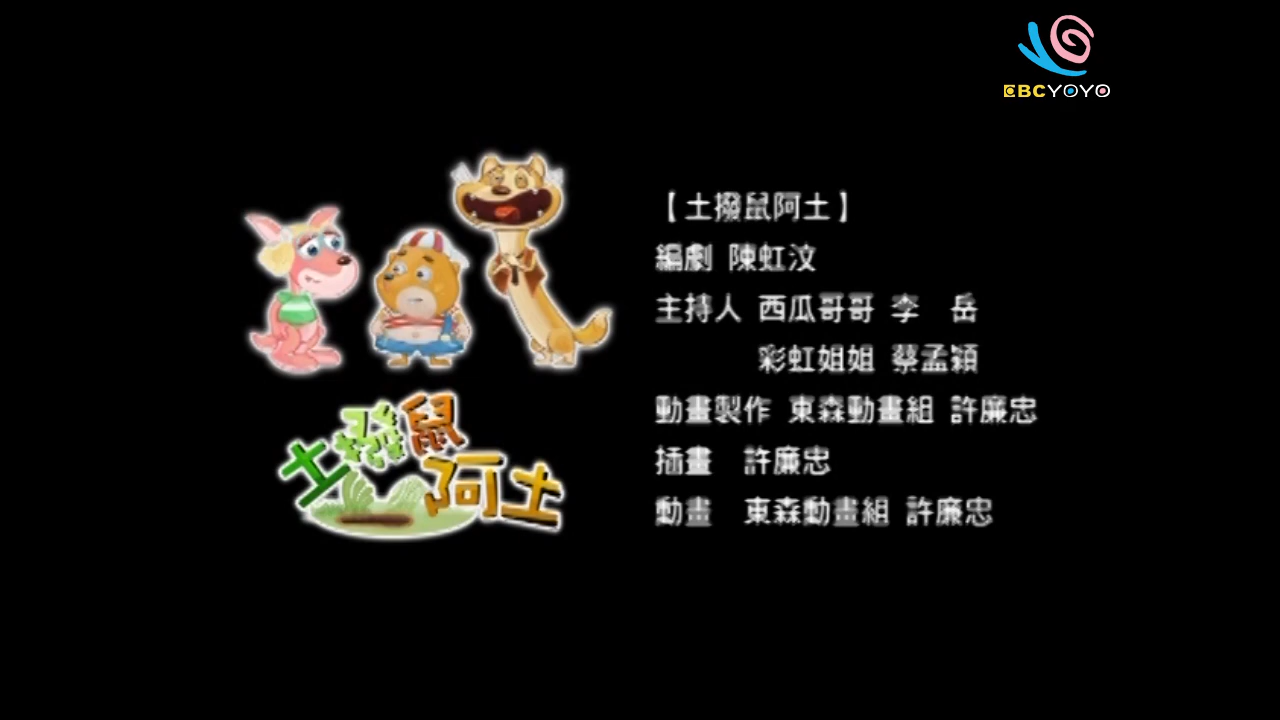 EBCYOYO
【土撥鼠阿土】
編劇 陳虹汶
主持人 西瓜哥哥 李 岳
彩虹姐姐 蔡孟穎
動畫製作 東森動畫組 許廉忠
插畫 許廉忠
動畫 東森動畫組 許廉忠
土撥鼠
阿土